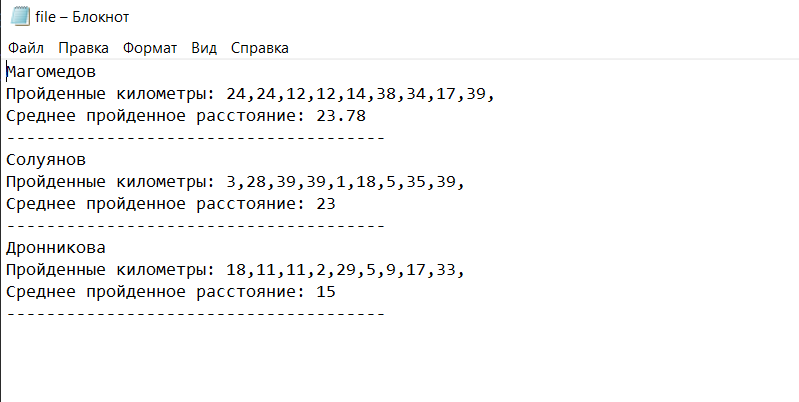 file – Блокнот
Файл Правка Формат Вид Справка
Магомедов
Пройденные километры: 24,24,12,12,14,38,34,17,39,
Среднее пройденное расстояние: 23.78
--------------------------------------
Солуянов
Пройденные километры: 3,28,39,39,1,18,5,35,39,
Среднее пройденное расстояние: 23
--------------------------------------
Дронникова
Пройденные километры: 18,11,11,2,29,5,9,17,33,
Среднее пройденное расстояние: 15
--------------------------------------